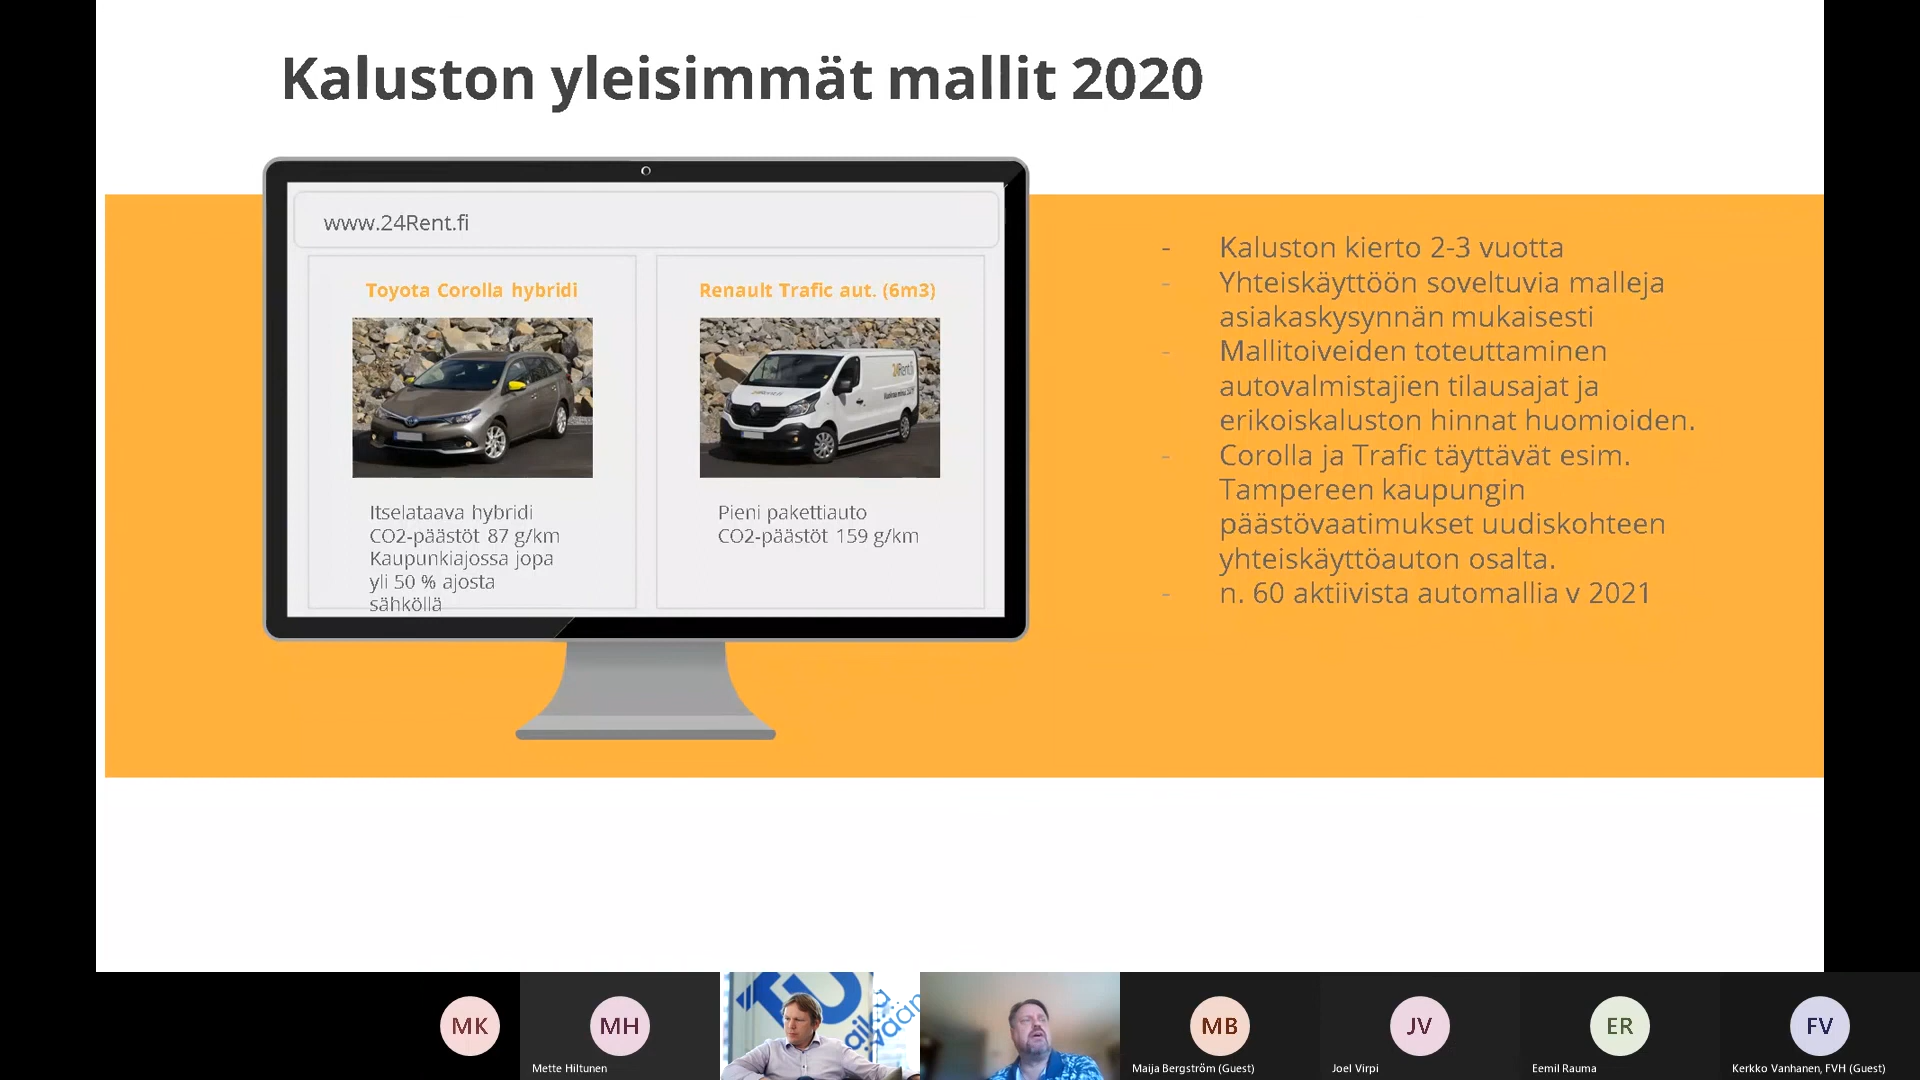 Kaluston yleisimmät mallit 2020
www.24Rent.fi
Toyota Corolla hybridi
Itselataava hybridi
CO2-päästöt 87 g/km
Kaupunkiajossa jopa
yli 50 % ajosta
sähköllä
Renault Trafic aut. (6m3)
24Rent.fi
Pieni pakettiauto
CO2-päästöt 159 g/km
- Kaluston kierto 2-3 vuotta
- Yhteiskäyttöön soveltuvia malleja
asiakaskysynnän mukaisesti
- Mallitoiveiden toteuttaminen
autovalmistajien tilausajat ja
erikoiskaluston hinnat huomioiden.
- Corolla ja Trafic täyttävät esim.
Tampereen kaupungin
päästövaatimukset uudiskohteen
yhteiskäyttöauton osalta.
- n. 60 aktiivista automallia v 2021
MK
MH
Mette Hiltunen
MB
Maija Bergström (Guest)
JV
Joel Virpi
ER
Eemil Rauma
FV
Kerkko Vanhanen, FVH (Guest)